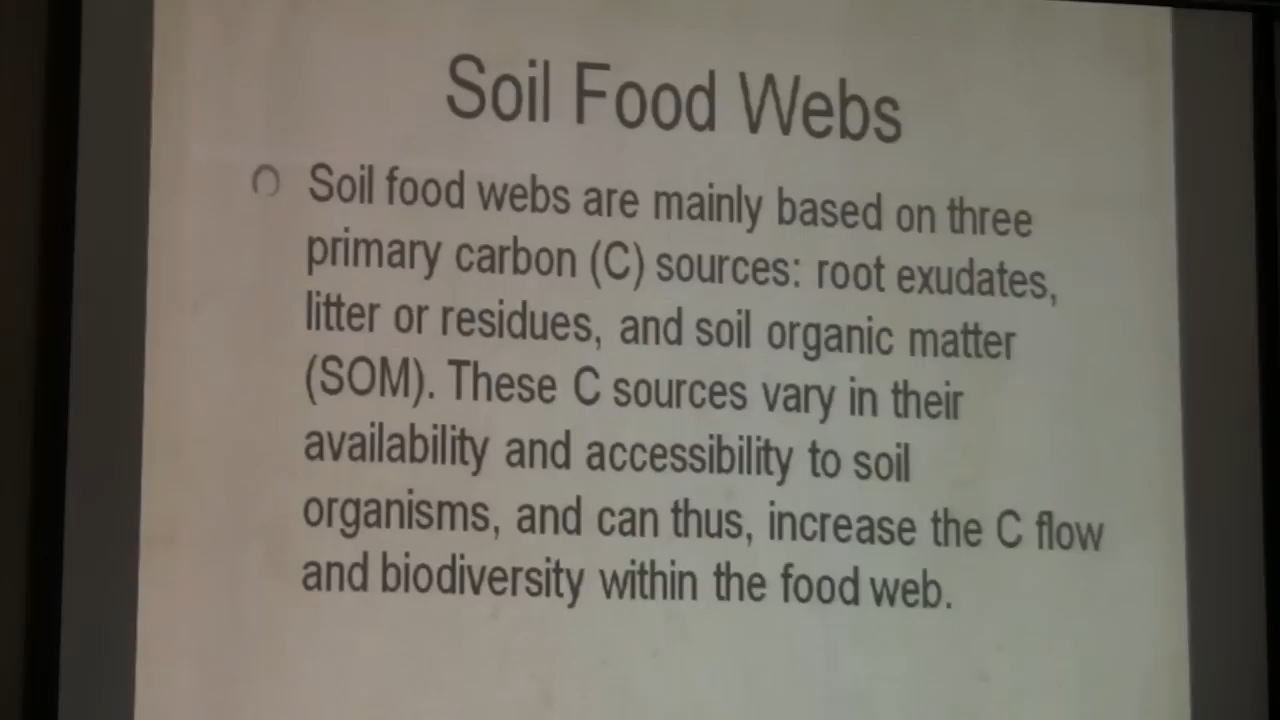 Soil Food Webs
Soil food webs are mainly based on three
primary carbon (C) sources: root exudates,
litter or residues, and soil organic matter
(SOM). These C sources vary in their
availability and accessibility to soil
organisms, and can thus, increase the C flow
and biodiversity within the food web.